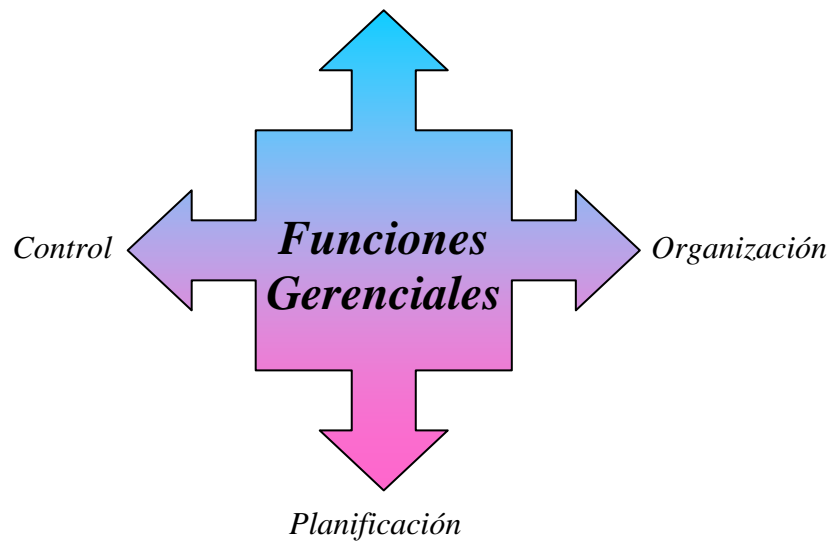 Control
Funciones
Gerenciales
Organización
Planificación